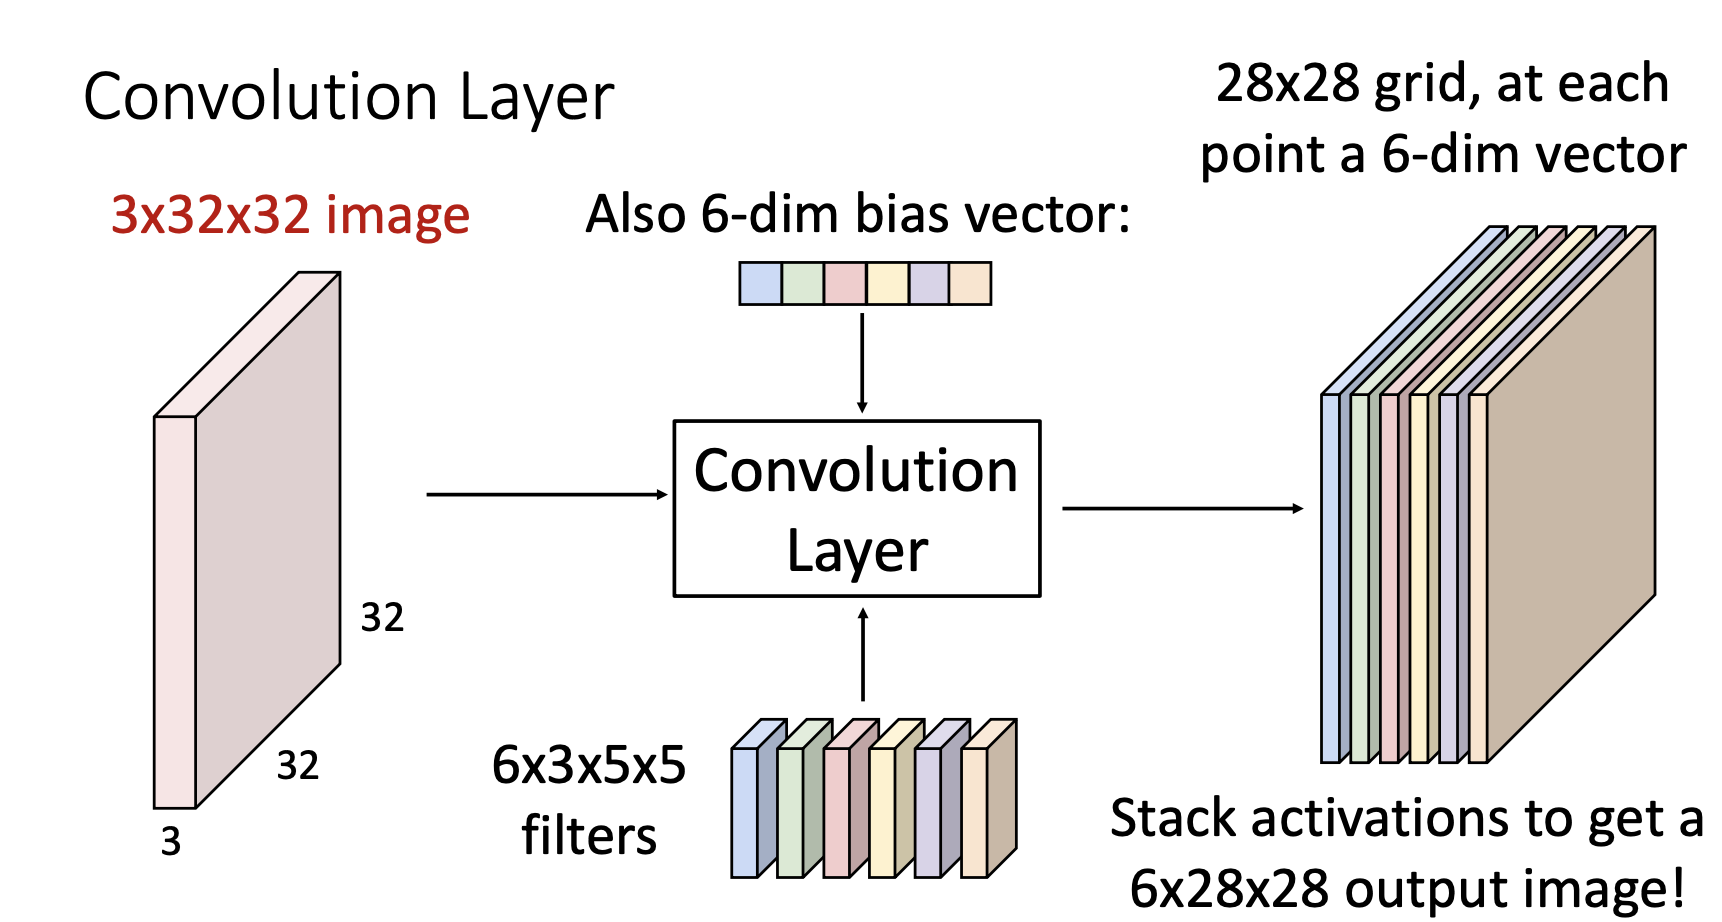 Convolution Layer
3x32x32 image
32
32
3
Also 6-dim bias vector:
Convolution
Layer
6x3x5x5
filters
28x28 grid, at each
point a 6-dim vector
Stack activations to get a
6x28x28 output image!